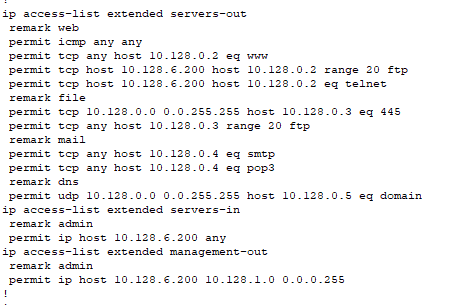 !
ip access-list extended servers-out
remark web
permit icmp any any
permit tcp any host 10.128.0.2 eq www
permit tcp host 10.128.6.200 host 10.128.0.2 range 20 ftp
permit tcp host 10.128.6.200 host 10.128.0.2 eq telnet
remark file
permit tcp 10.128.0.0 0.0.255.255 host 10.128.0.3 eq 445
permit tcp any host 10.128.0.3 range 20 ftp
remark mail
permit tcp any host 10.128.0.4 eq smtp
permit tcp any host 10.128.0.4 eq pop3
remark dns
permit udp 10.128.0.0 0.0.255.255 host 10.128.0.5 eq domain
ip access-list extended servers-in
remark admin
permit ip host 10.128.6.200 any
ip access-list extended management-out
remark admin
permit ip host 10.128.6.200 10.128.1.0 0.0.0.255
!